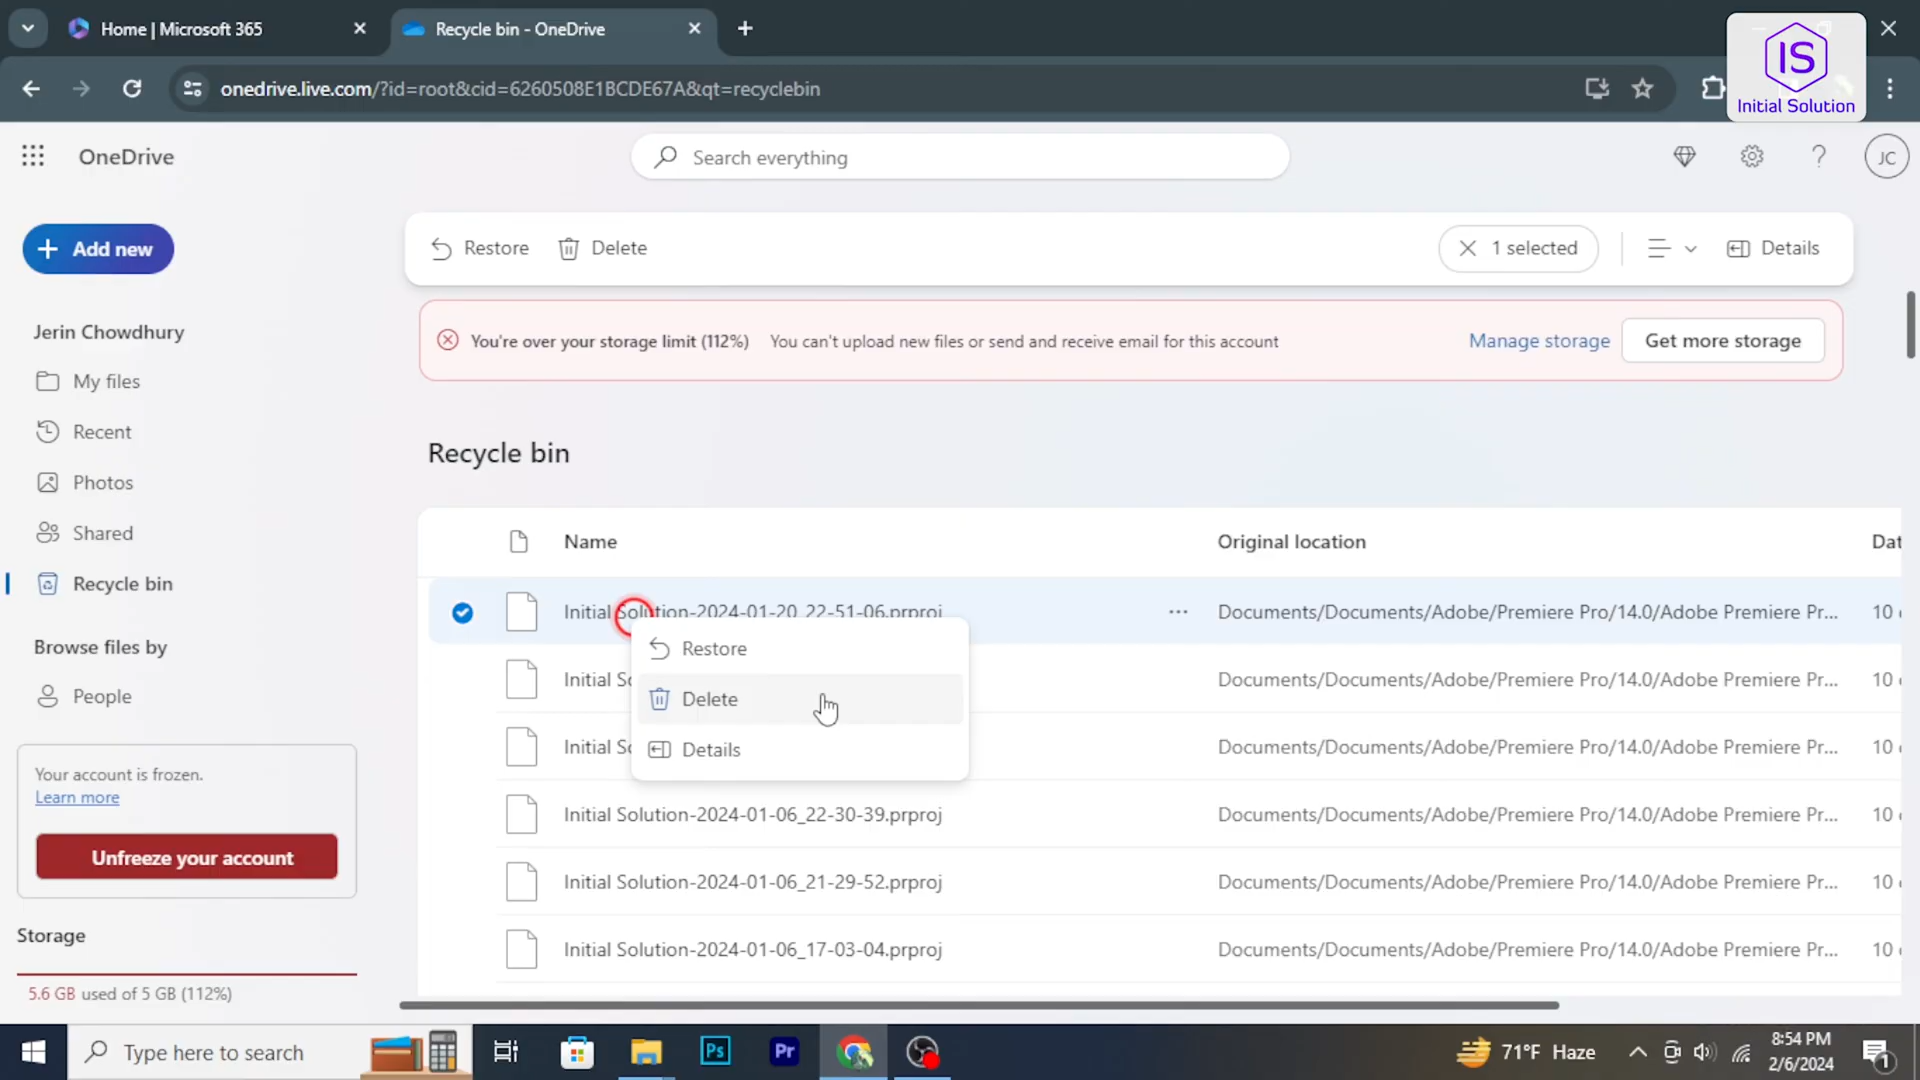 Home | Microsoft 365
Recycle bin - OneDrive
onedrive.live.com/?id=root&cid=6260508E1BCDE67A&qt=recyclebin
IS
Initial Solution
OneDrive
Search everything
JC
Add new
Restore
Delete
1 selected
Details
You're over your storage limit (112%) You can't upload new files or send and receive email for this account
Manage storage
Get more storage
Jerin Chowdhury
My files
Recent
Photos
Shared
Recycle bin
Browse files by
People
Your account is frozen.
Learn more
Unfreeze your account
Storage
5.6 GB used of 5 GB (112%)
Recycle bin
Name Original location Dat
Initial Solution-2024-01-20_22-51-06.prproj Documents/Documents/Adobe/Premiere Pro/14.0/Adobe Premiere Pr... 10
Restore
Initial S Documents/Documents/Adobe/Premiere Pro/14.0/Adobe Premiere Pr... 10
Delete
Initial S Documents/Documents/Adobe/Premiere Pro/14.0/Adobe Premiere Pr... 10
Details
Initial Solution-2024-01-06_22-30-39.prproj Documents/Documents/Adobe/Premiere Pro/14.0/Adobe Premiere Pr... 10
Initial Solution-2024-01-06_21-29-52.prproj Documents/Documents/Adobe/Premiere Pro/14.0/Adobe Premiere Pr... 10
Initial Solution-2024-01-06_17-03-04.prproj Documents/Documents/Adobe/Premiere Pro/14.0/Adobe Premiere Pr... 10
Type here to search
Ps
Pr
71°F Haze
8:54 PM
2/6/2024
1